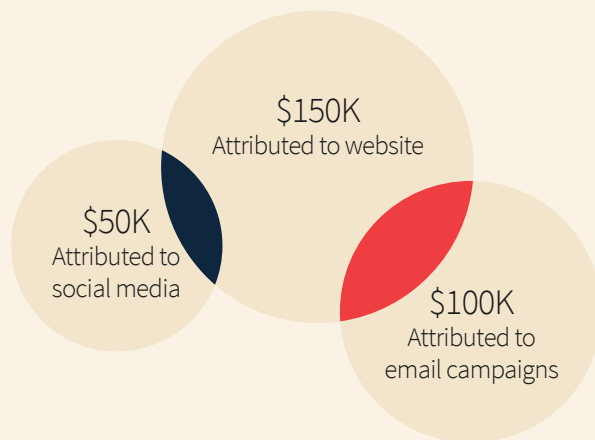 $150K
Attributed to website
$50K
Attributed to
social media
$100K
Attributed to
email campaigns